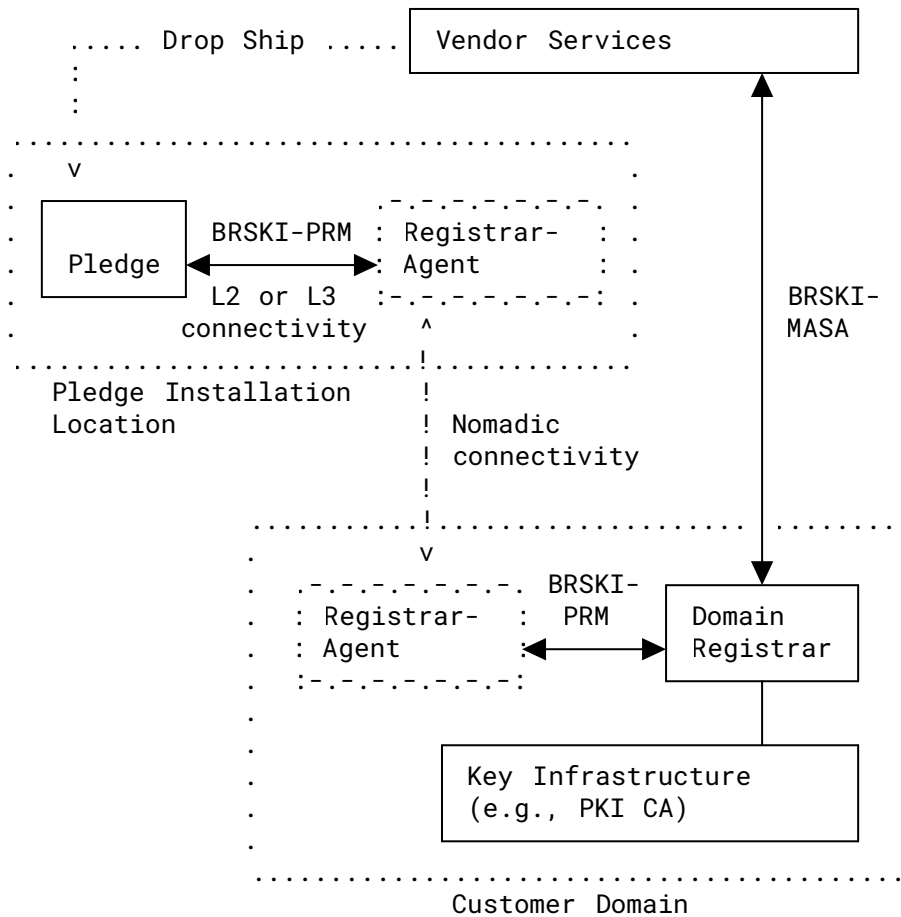 Drop Ship
Vendor Services
v
Pledge
BRSKI-PRM
L2 or L3
connectivity
Registrar-
Agent
BRSKI-
MASA
^
!
Pledge Installation
Location
!
! Nomadic
! connectivity
!
!
v
Registrar-
Agent
BRSKI-
PRM
Domain
Registrar
Key Infrastructure
(e.g., PKI CA)
Customer Domain